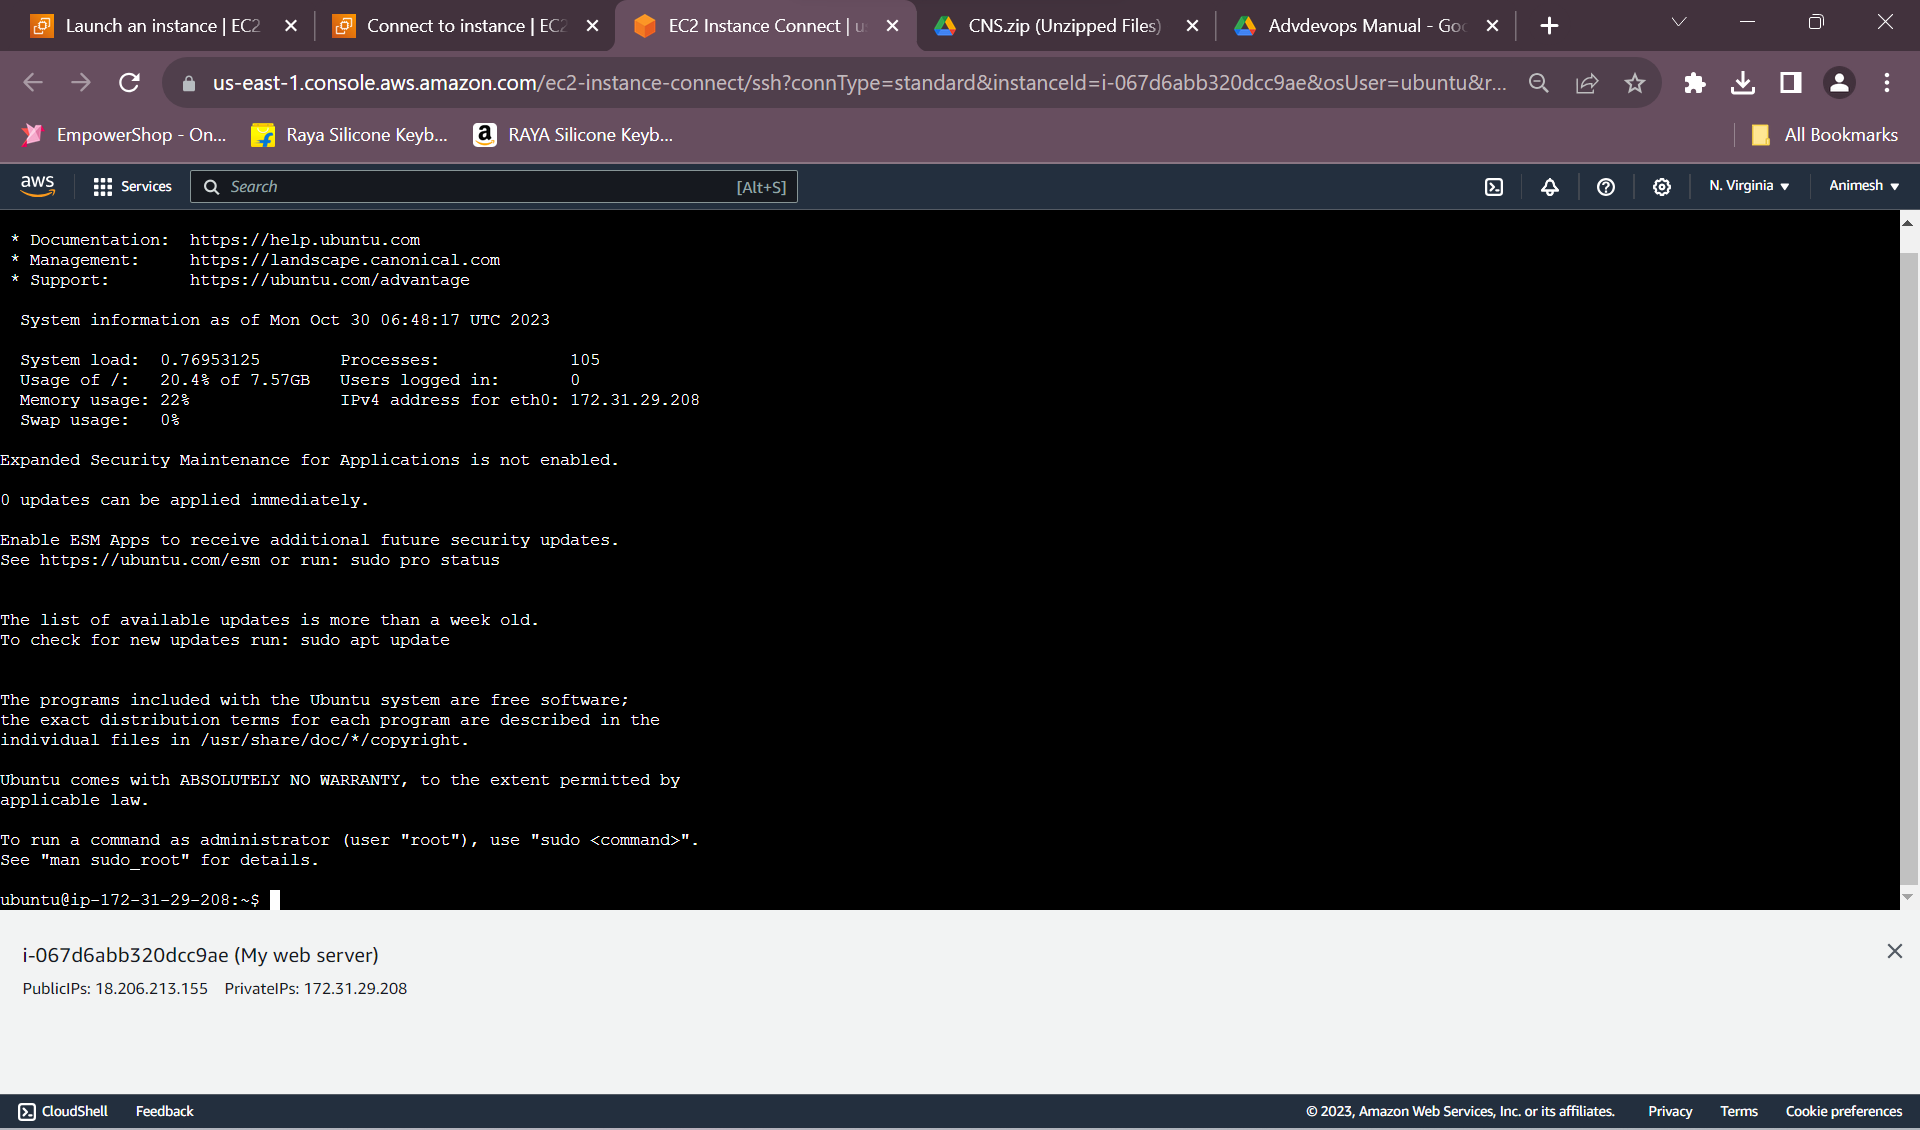 Launch an instance | EC2
Connect to instance | EC2
EC2 Instance Connect | u
CNS.zip (Unzipped Files)
Advdevops Manual - Goo
us-east-1.console.aws.amazon.com/ec2-instance-connect/ssh?connType=standard&instanceId=i-067d6abb320dcc9ae&osUser=ubuntu&r...
EmpowerShop - On...
Raya Silicone Keyb...
RAYA Silicone Keyb...
All Bookmarks
aws
Services
Search
[Alt+S]
N. Virginia
Animesh
* Documentation:  https://help.ubuntu.com
* Management:     https://landscape.canonical.com
* Support:        https://ubuntu.com/advantage
System information as of Mon Oct 30 06:48:17 UTC 2023
System load:  0.76953125        Processes:             105
Usage of /:   20.4% of 7.57GB   Users logged in:       0
Memory usage: 22%               IPv4 address for eth0: 172.31.29.208
Swap usage:   0%
Expanded Security Maintenance for Applications is not enabled.
0 updates can be applied immediately.
Enable ESM Apps to receive additional future security updates.
See https://ubuntu.com/esm or run: sudo pro status
The list of available updates is more than a week old.
To check for new updates run: sudo apt update
The programs included with the Ubuntu system are free software;
the exact distribution terms for each program are described in the
individual files in /usr/share/doc/*/copyright.
Ubuntu comes with ABSOLUTELY NO WARRANTY, to the extent permitted by
applicable law.
To run a command as administrator (user "root"), use "sudo <command>".
See "man sudo_root" for details.
ubuntu@ip-172-31-29-208:~$
i-067d6abb320dcc9ae (My web server)
PublicIPs: 18.206.213.155    PrivateIPs: 172.31.29.208
CloudShell
Feedback
© 2023, Amazon Web Services, Inc. or its affiliates.
Privacy
Terms
Cookie preferences